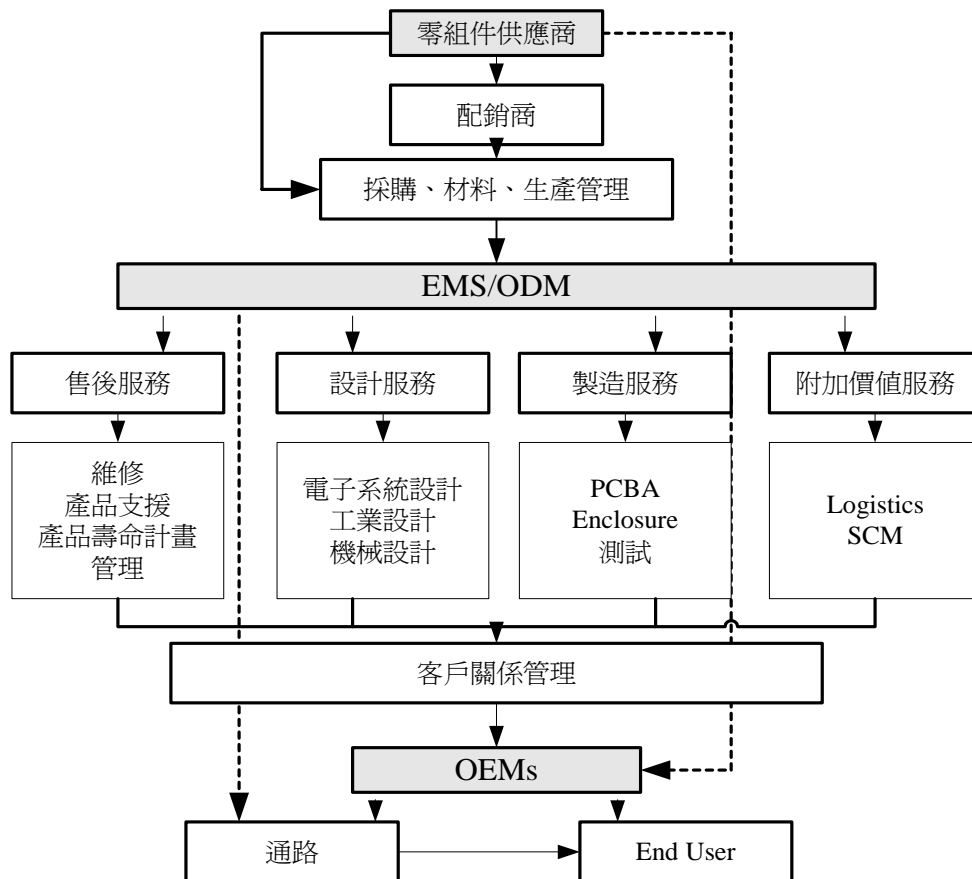 零組件供應商
配銷商
採購、材料、生產管理
EMS/ODM
售後服務
設計服務
製造服務
附加價值服務
維修
產品支援
產品壽命計畫
管理
電子系統設計
工業設計
機械設計
PCBA
Enclosure
測試
Logistics
SCM
客戶關係管理
OEMs
通路
End User